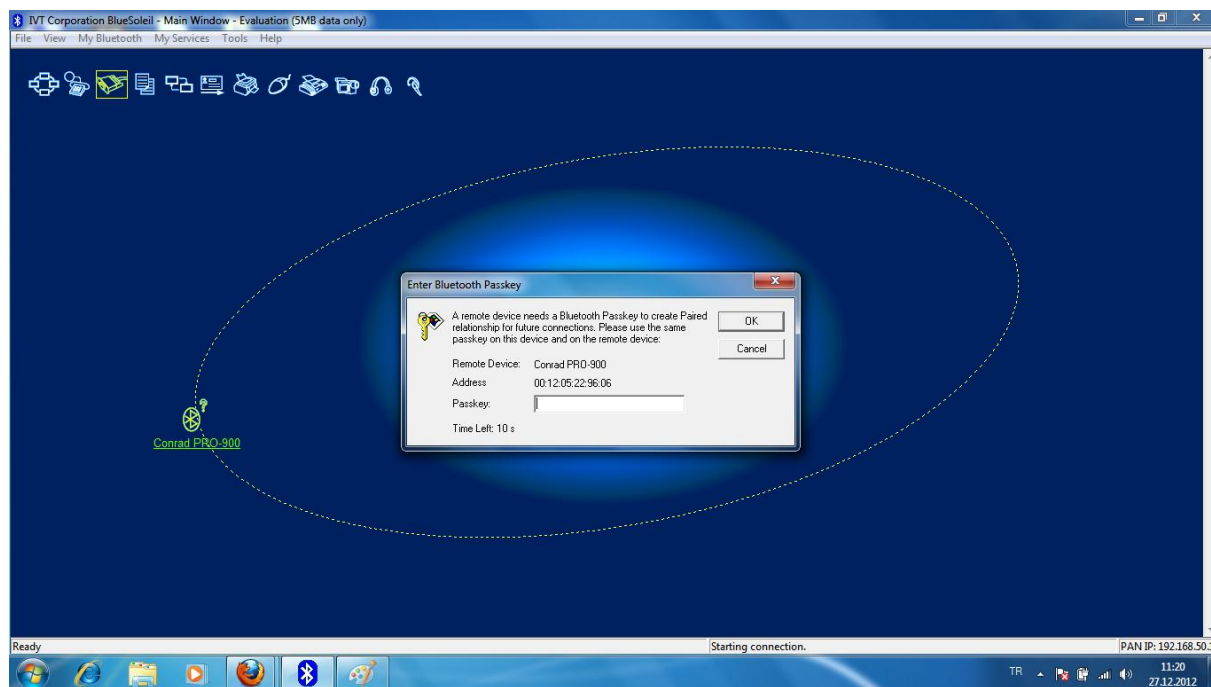 IVT Corporation BlueSoleil - Main Window - Evaluation (5MB data only)
File View My Bluetooth My Services Tools Help
Enter Bluetooth Passkey
A remote device needs a Bluetooth Passkey to create Paired
relationship for future connections. Please use the same
passkey on this device and on the remote device:
OK
Cancel
Remote Device: Conrad PRO-900
Address 00:12:05:22:96:06
Passkey:
Time Left: 10 s
Conrad PRO-900
Ready Starting connection. PAN IP: 192.168.50.
TR 11:20
27.12.2012